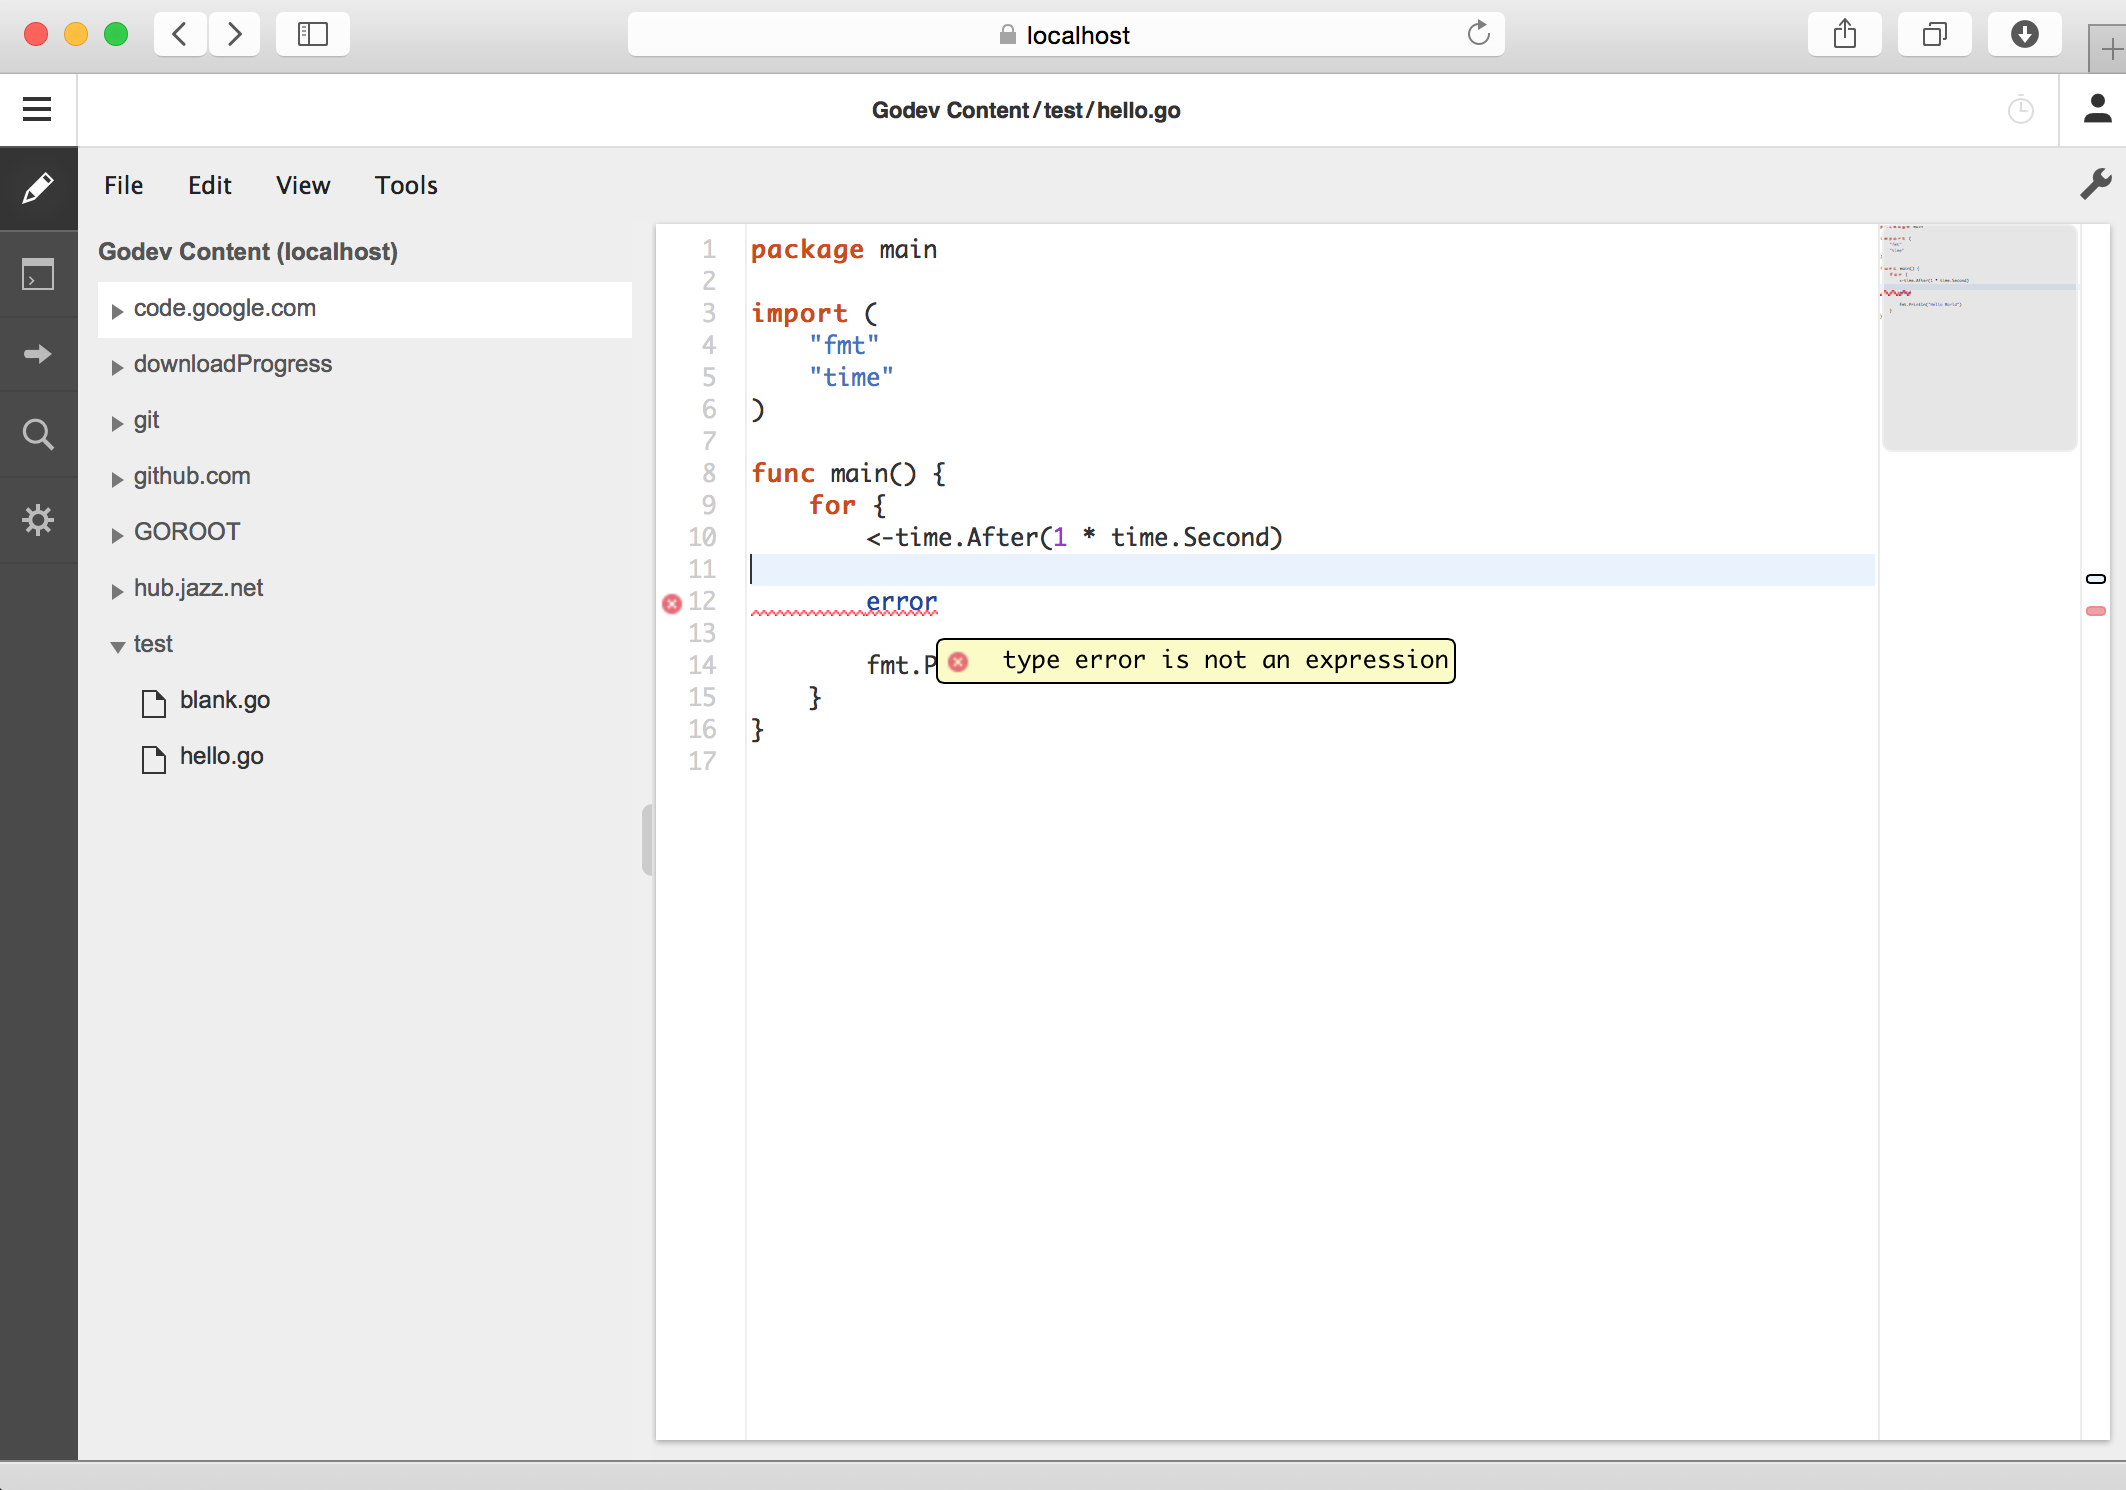 localhost
Godev Content/test/hello.go
File Edit View Tools
Godev Content (localhost)
code.google.com
downloadProgress
git
github.com
GOROOT
hub.jazz.net
test
blank.go
hello.go
1 package main
2
3 import (
4 "fmt"
5 "time"
6 )
7
8 func main() {
9 for {
10 <-time.After(1 * time.Second)
11
12 error
13
type error is not an expression
14 fmt.P
15 }
16 }
17